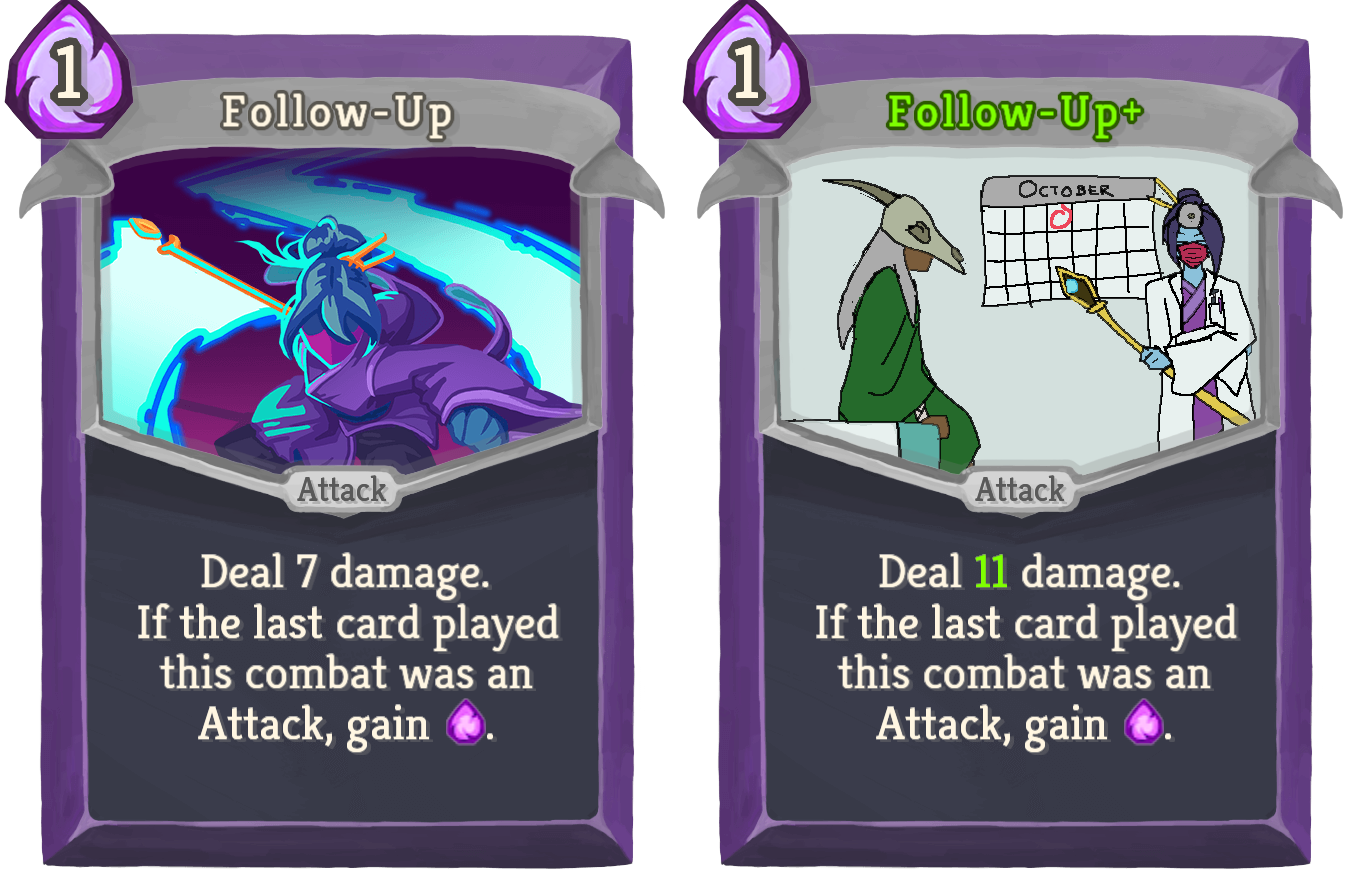 1
Follow-Up
Attack
Deal 7 damage.
If the last card played
this combat was an
Attack, gain .
1
Follow-Up+
OCTOBER
Attack
Deal 11 damage.
If the last card played
this combat was an
Attack, gain .